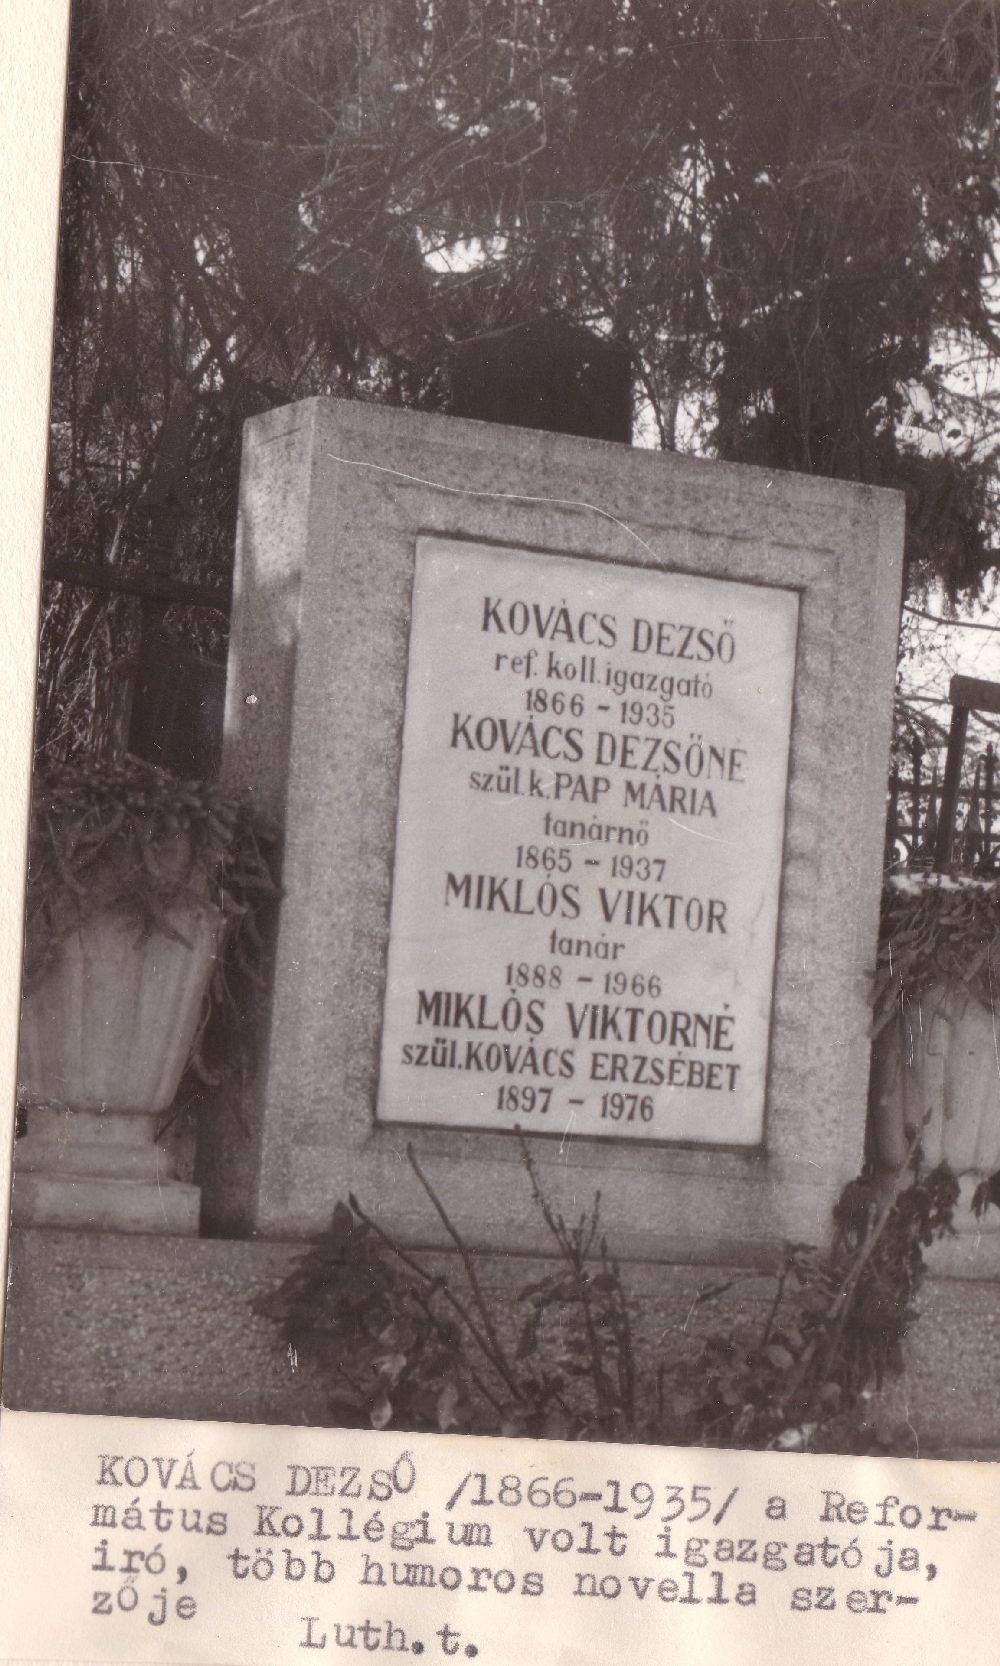 KOVÁCS DEZSŐ
ref. koll. igazgató
1866 - 1935
KOVÁCS DEZSŐNÉ
szül. k. PAP MÁRIA
tanárnő
1865 - 1937
MIKLÓS VIKTOR
tanár
1888 - 1966
MIKLÓS VIKTORNÉ
szül. KOVÁCS ERZSÉBET
1897 - 1976
KOVÁCS DEZSŐ /1866-1935/ a Refor-
mátus Kollégium volt igazgatója,
iró, több humoros novella szer-
zője
Luth. t.